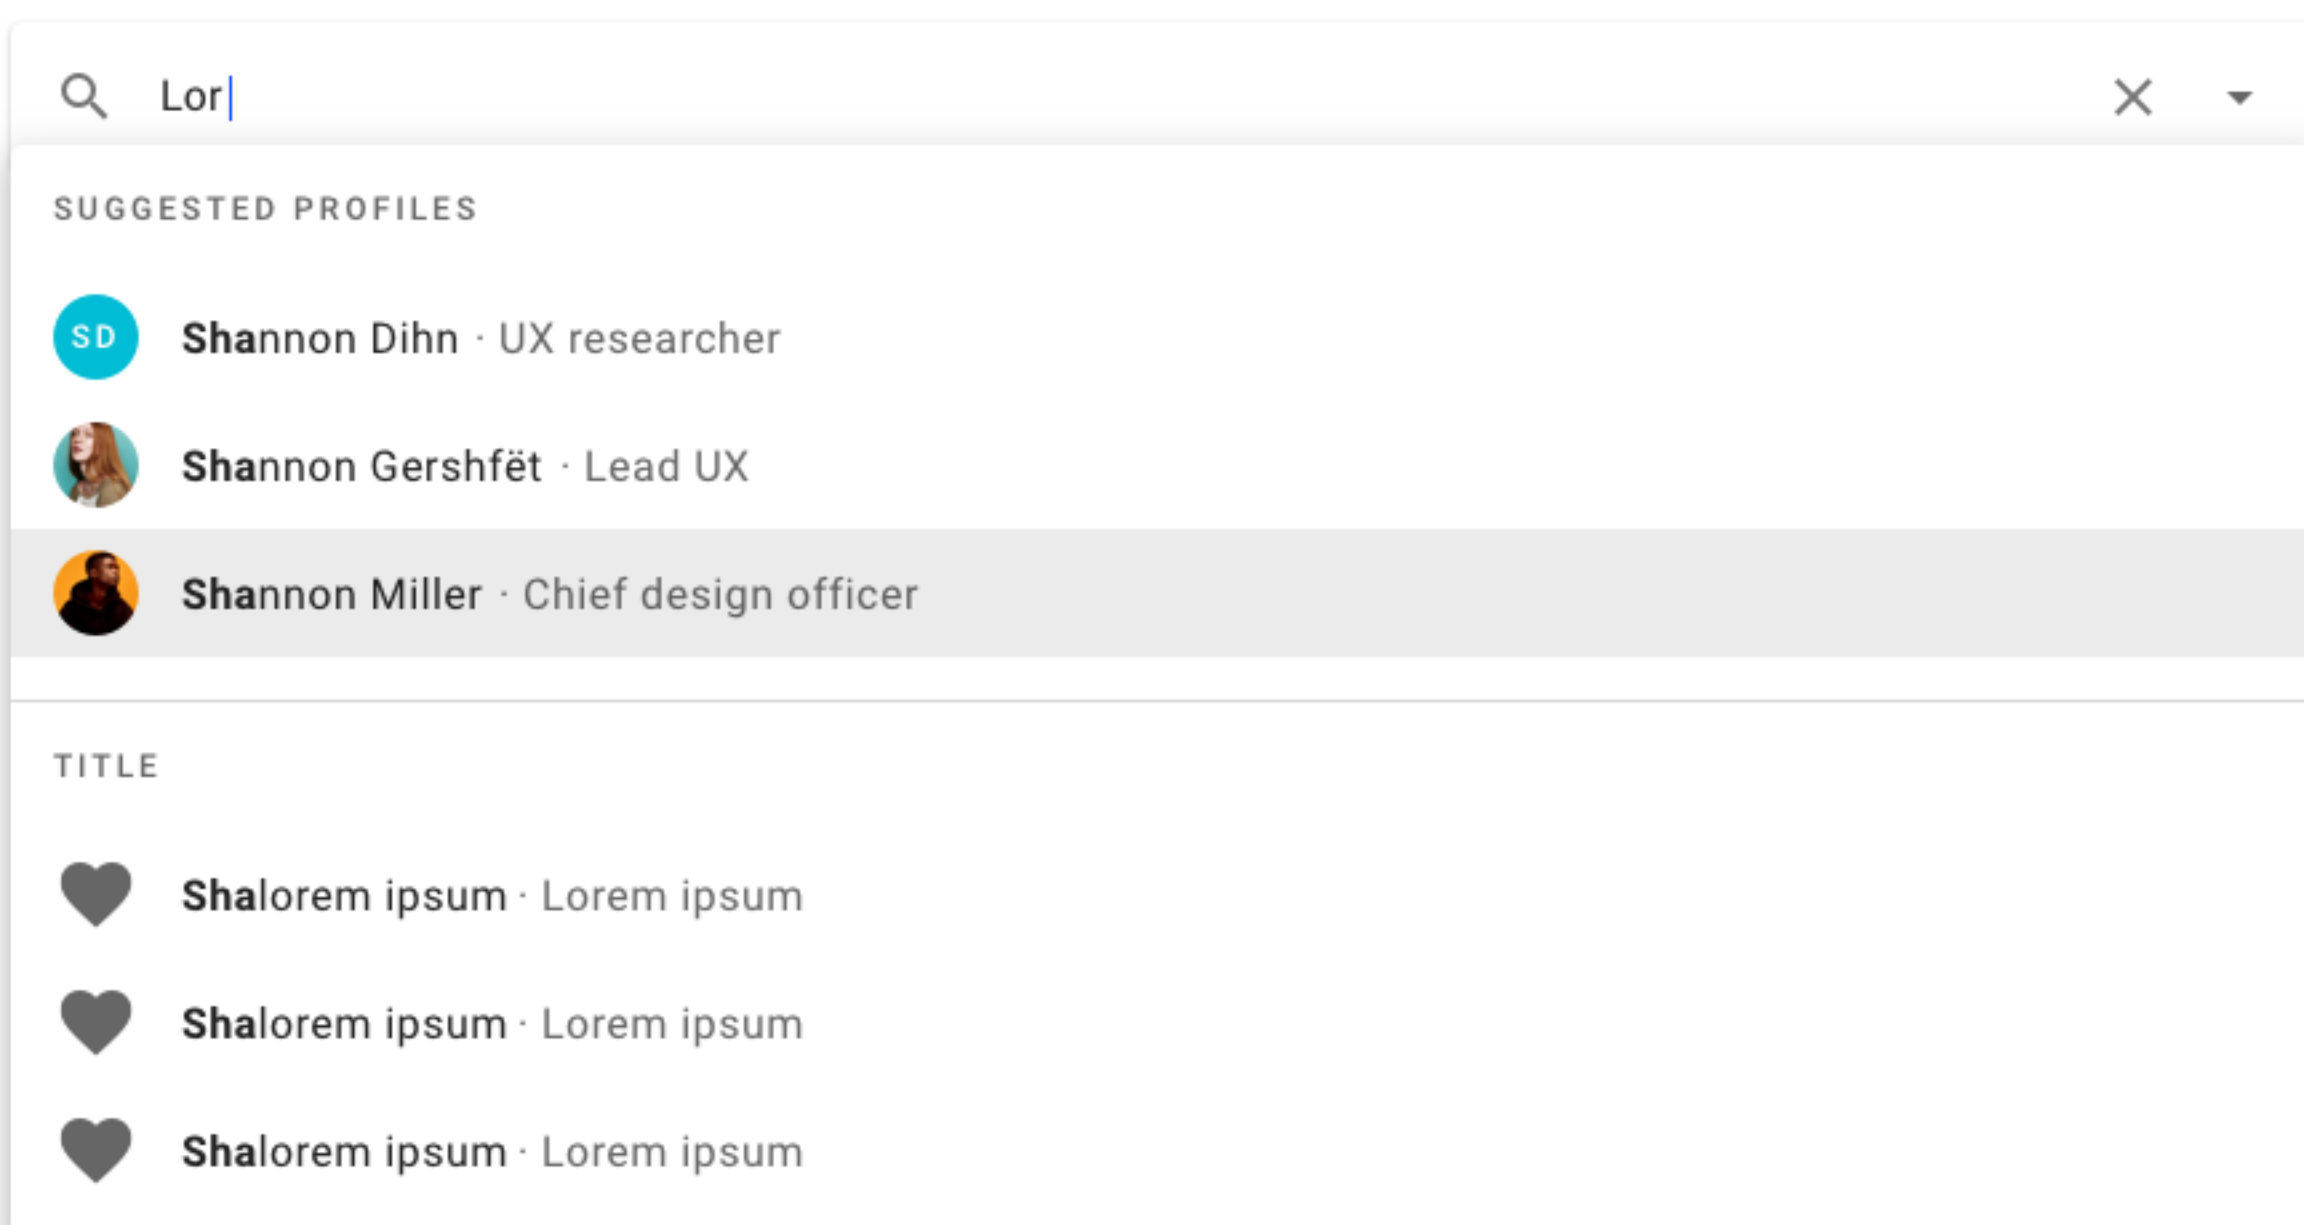 Lor
SUGGESTED PROFILES
SD
Shannon Dihn · UX researcher
Shannon Gershfët · Lead UX
Shannon Miller · Chief design officer
TITLE
Shalorem ipsum · Lorem ipsum
Shalorem ipsum · Lorem ipsum
Shalorem ipsum · Lorem ipsum